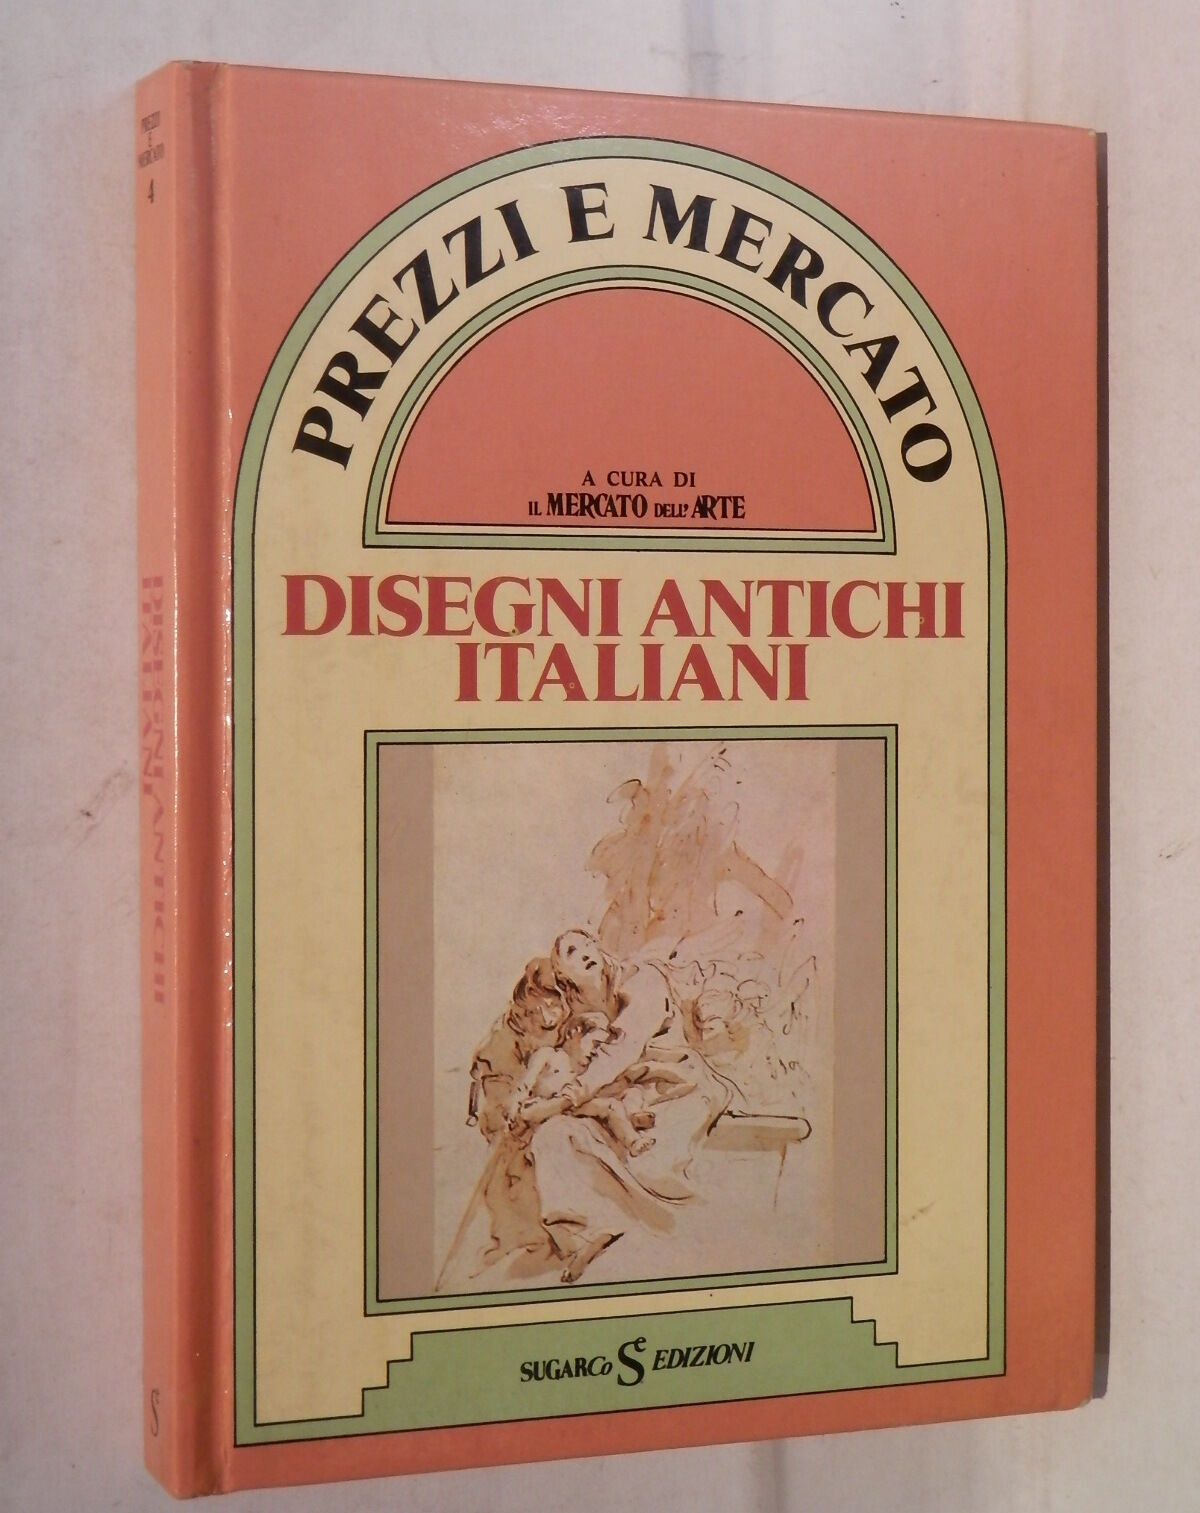 PREZZI
E
MERCATO
4
DISEGNI ANTICHI
ITALIANI
S
PREZZI E MERCATO
A CURA DI
IL MERCATO DELL'ARTE
DISEGNI ANTICHI
ITALIANI
SUGARCo Se EDIZIONI